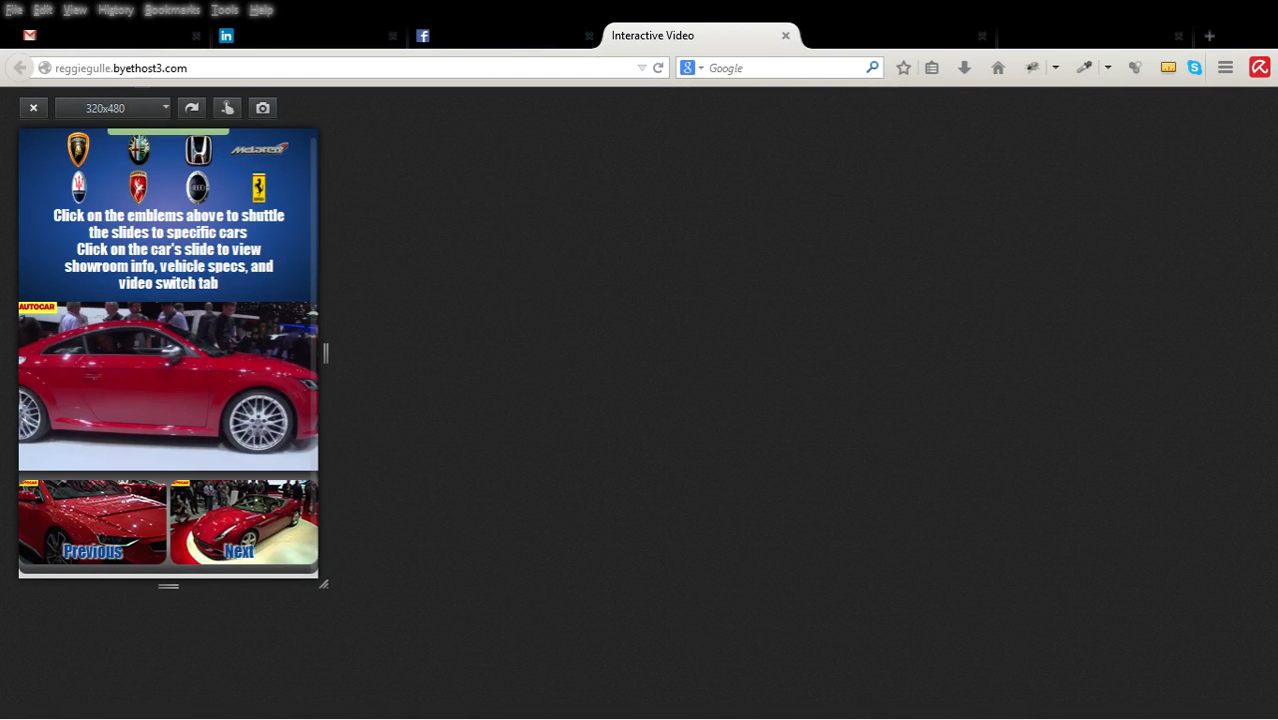 File Edit View History Bookmarks Tools Help
Interactive Video
reggiegulle.byethost3.com
Google
320x480
McLaren
Click on the emblems above to shuttle
the slides to specific cars
Click on the car's slide to view
showroom info, vehicle specs, and
video switch tab
AUTOCAR
AUTOCAR
AUTOCAR
Previous
Next